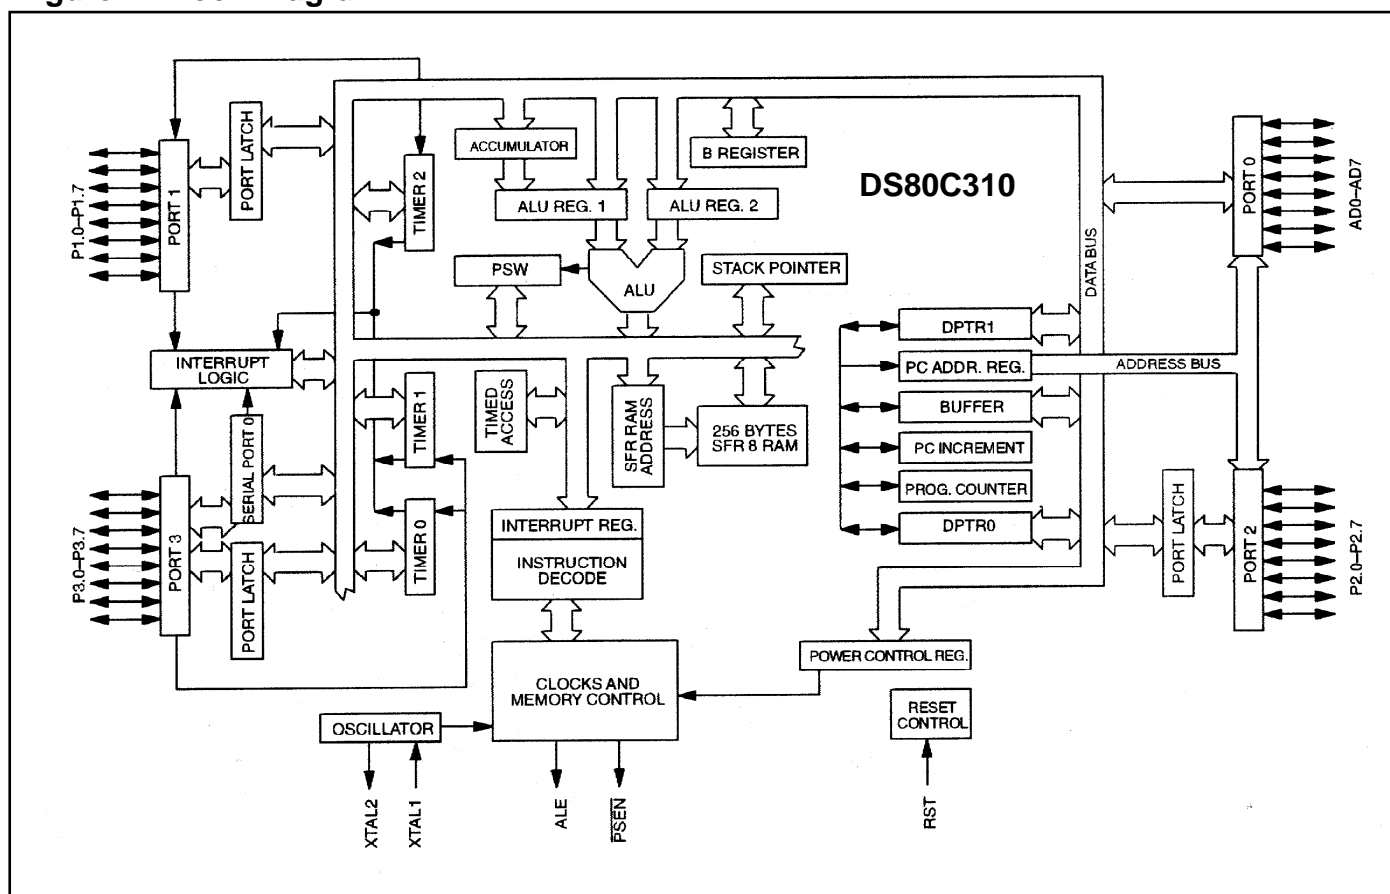 DS80C310
P1.0–P1.7
PORT 1
PORT LATCH
TIMER 2
ACCUMULATOR
ALU REG. 1
ALU REG. 2
B REGISTER
PSW
ALU
STACK POINTER
DATA BUS
PORT 0
AD0–AD7
INTERRUPT
LOGIC
DPTR1
PC ADDR. REG.
ADDRESS BUS
BUFFER
PC INCREMENT
PROG. COUNTER
DPTR0
TIMER 1
TIMED
ACCESS
SFR RAM
ADDRESS
256 BYTES
SFR 8 RAM
SERIAL PORT 0
P3.0–P3.7
PORT 3
PORT LATCH
TIMER 0
INTERRUPT REG.
INSTRUCTION
DECODE
PORT LATCH
PORT 2
P2.0–P2.7
CLOCKS AND
MEMORY CONTROL
POWER CONTROL REG.
OSCILLATOR
RESET
CONTROL
XTAL2
XTAL1
ALE
PSEN
RST